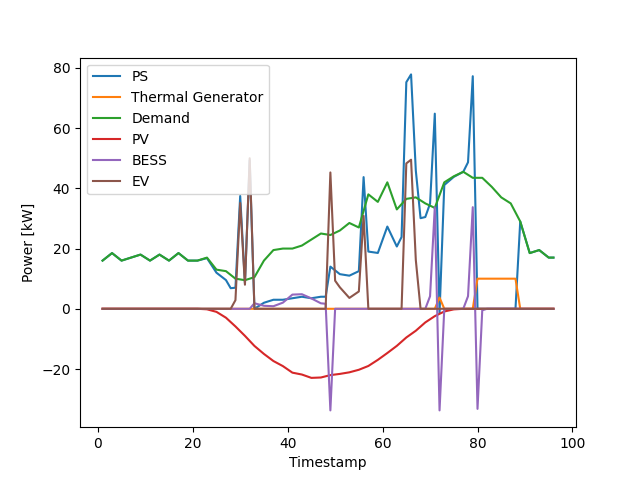 PS
Thermal Generator
Demand
PV
BESS
EV
Power [kW]
80
60
40
20
0
−20
0
20
40
60
80
100
Timestamp